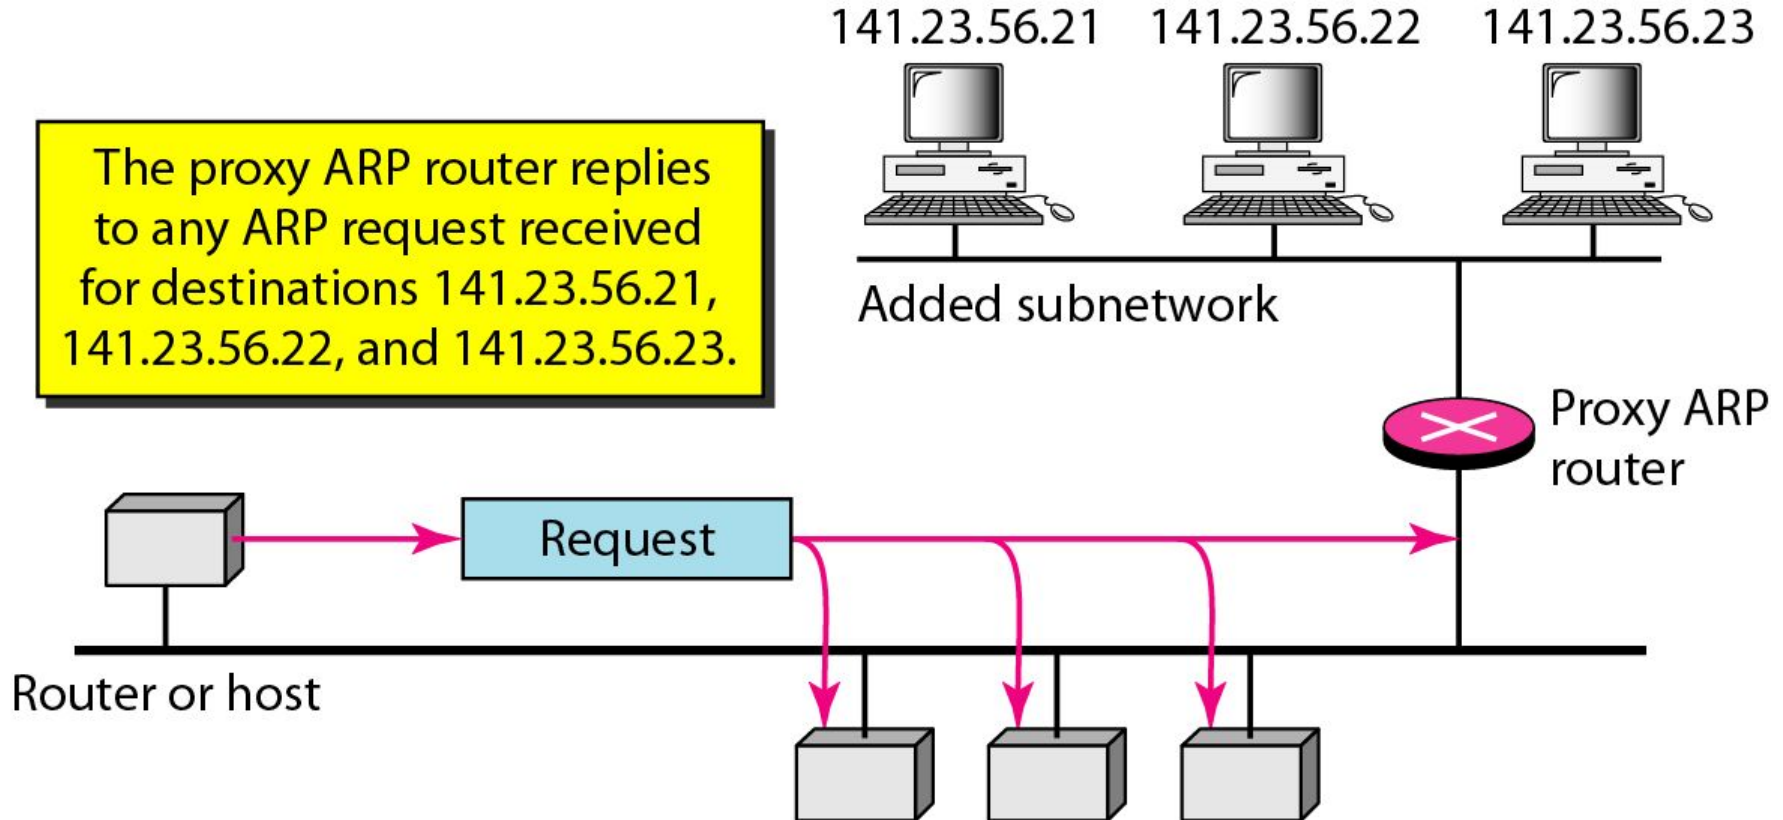 141.23.56.21 141.23.56.22 141.23.56.23
The proxy ARP router replies
to any ARP request received
for destinations 141.23.56.21,
141.23.56.22, and 141.23.56.23.
Added subnetwork
Proxy ARP
router
Request
Router or host